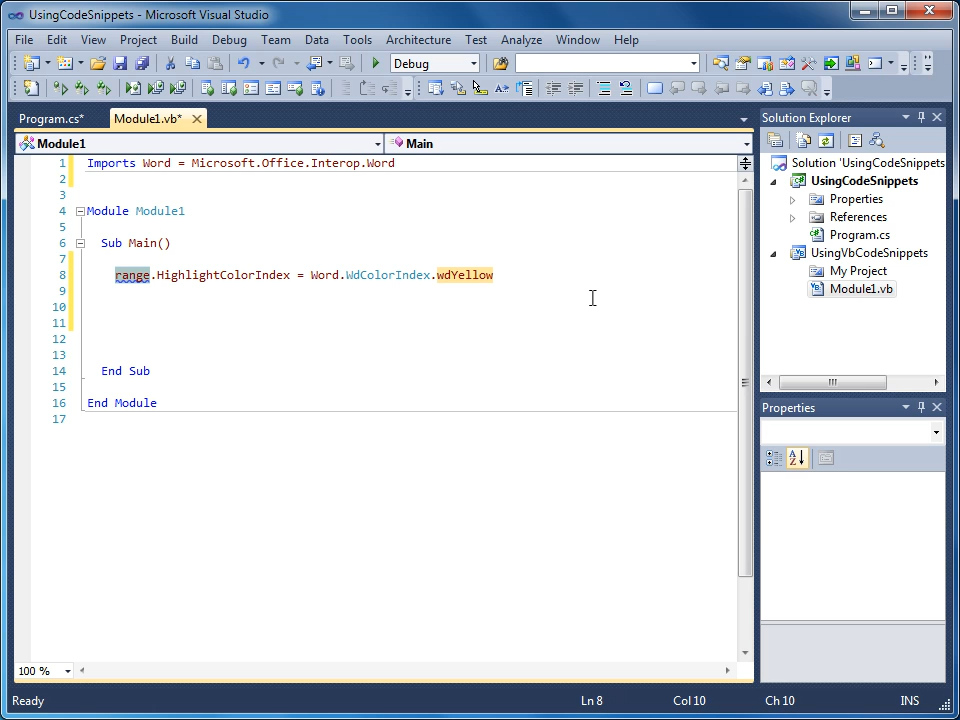 UsingCodeSnippets - Microsoft Visual Studio
File Edit View Project Build Debug Team Data Tools Architecture Test Analyze Window Help
Debug
Program.cs* Module1.vb*
Module1 Main
1 Imports Word = Microsoft.Office.Interop.Word
2
3
4 Module Module1
5
6 Sub Main()
7
8 range.HighlightColorIndex = Word.WdColorIndex.wdYellow
9
10
11
12
13
14 End Sub
15
16 End Module
17
100 %
Solution Explorer
Solution 'UsingCodeSnippets
UsingCodeSnippets
Properties
References
Program.cs
UsingVbCodeSnippets
My Project
Module1.vb
Properties
Ready Ln 8 Col 10 Ch 10 INS